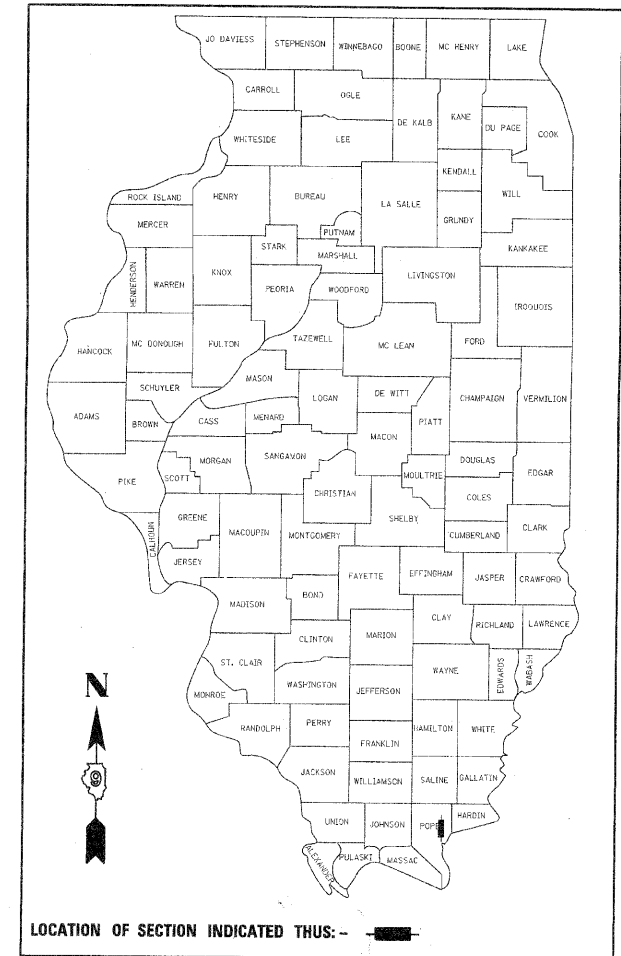 JO DAVIESS STEPHENSON WINNEBAGO BOONE MC HENRY LAKE
CARROLL OGLE DE KALB KANE DU PAGE COOK
WHITESIDE LEE
KENDALL WILL
ROCK ISLAND HENRY BUREAU LA SALLE GRUNDY
MERCER PUTNAM
STARK MARSHALL KANKAKEE
HENDERSON WARREN KNOX PEORIA WOODFORD LIVINGSTON IROQUOIS
HANCOCK MC DONOUGH FULTON TAZEWELL MC LEAN FORD
MASON
SCHUYLER LOGAN DE WITT CHAMPAIGN VERMILION
ADAMS BROWN CASS MENARD MACON PIATT
MORGAN SANGAMON DOUGLAS EDGAR
PIKE SCOTT CHRISTIAN MOULTRIE COLES
GREENE MACOUPIN MONTGOMERY SHELBY CUMBERLAND CLARK
CALHOUN JERSEY
FAYETTE EFFINGHAM JASPER CRAWFORD
MADISON BOND CLAY RICHLAND LAWRENCE
CLINTON MARION
ST. CLAIR WAYNE EDWARDS WABASH
N WASHINGTON JEFFERSON
MONROE
RANDOLPH PERRY HAMILTON WHITE
FRANKLIN
JACKSON WILLIAMSON SALINE GALLATIN
UNION JOHNSON POPE HARDIN
ALEXANDER PULASKI MASSAC
LOCATION OF SECTION INDICATED THUS: -